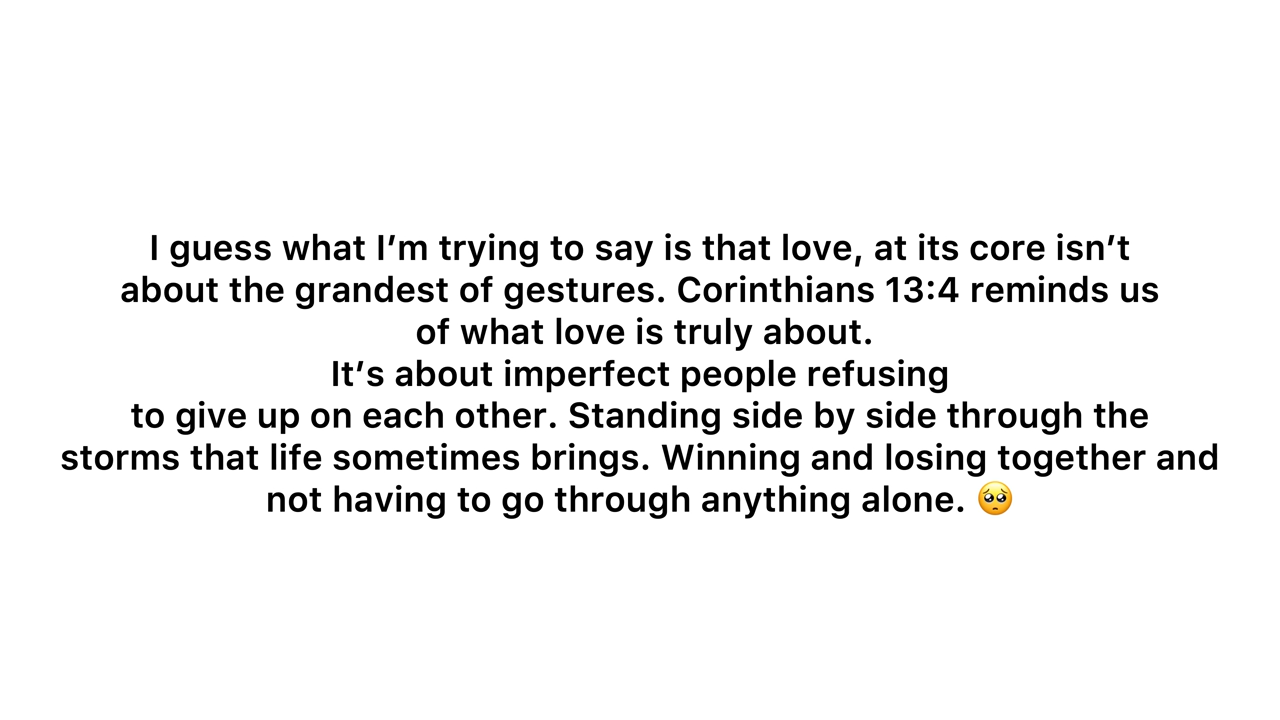 I guess what I’m trying to say is that love, at its core isn’t
about the grandest of gestures. Corinthians 13:4 reminds us
of what love is truly about.
It’s about imperfect people refusing
to give up on each other. Standing side by side through the
storms that life sometimes brings. Winning and losing together and
not having to go through anything alone. 🥺